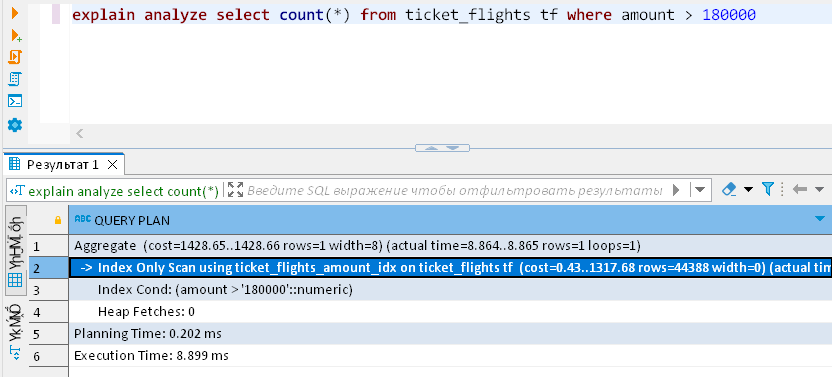 explain analyze select count(*) from ticket_flights tf where amount > 180000
Результат 1
explain analyze select count(*)
Введите SQL выражение чтобы отфильтровать результаты
ABC QUERY PLAN
1 Aggregate (cost=1428.65..1428.66 rows=1 width=8) (actual time=8.864..8.865 rows=1 loops=1)
2 -> Index Only Scan using ticket_flights_amount_idx on ticket_flights tf (cost=0.43..1317.68 rows=44388 width=0) (actual tim
3 Index Cond: (amount > '180000'::numeric)
4 Heap Fetches: 0
5 Planning Time: 0.202 ms
6 Execution Time: 8.899 ms